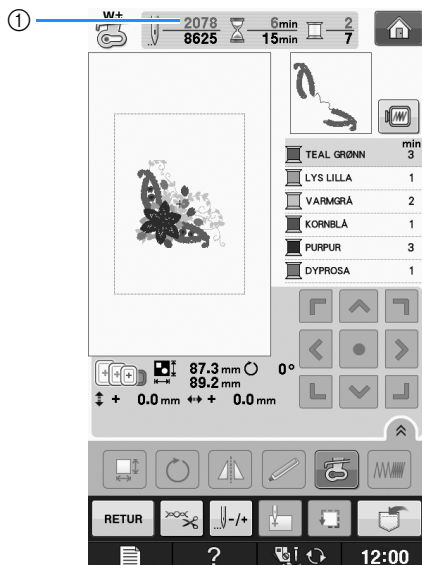 ① W+ 2078 6min 2
8625 15min 7
min
TEAL GRØNN 3
LYS LILLA 1
VARMGRÅ 2
KORNBLÅ 1
PURPUR 3
DYPROSA 1
87.3 mm 0°
89.2 mm
+ 0.0 mm + 0.0 mm
RETUR -/+
? 12:00